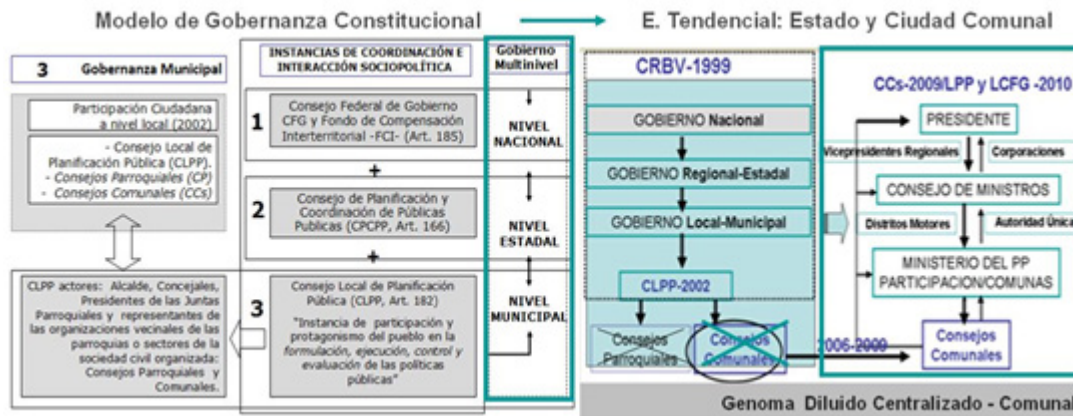 Modelo de Gobernanza Constitucional
E. Tendencial: Estado y Ciudad Comunal
3 Gobernanza Municipal
Participación Ciudadana
a nivel local (2002)
- Consejo Local de
Planificación Pública (CLPP).
- Consejos Parroquiales (CP)
- Consejos Comunales (CCs)
CLPP actores: Alcalde, Concejales,
Presidentes de las Juntas
Parroquiales y representantes
de las organizaciones vecinales de las
parroquias o sectores de la
sociedad civil organizada:
Consejos Parroquiales y
Comunales.
INSTANCIAS DE COORDINACIÓN E
INTERACCIÓN SOCIOPOLÍTICA
1
Consejo Federal de Gobierno
CFG y Fondo de Compensación
Interterritorial -FCI- (Art. 185)
+
2
Consejo de Planificación y
Coordinación de Públicas
Publicas (CPCPP, Art. 166)
+
3
Consejo Local de Planificación
Pública (CLPP, Art. 182)
"Instancia de participación y
protagonismo del pueblo en la
formulación, ejecución, control y
evaluación de las políticas
públicas"
Gobierno
Multinivel
NIVEL
NACIONAL
NIVEL
ESTADAL
NIVEL
MUNICIPAL
CRBV-1999
GOBIERNO Nacional
GOBIERNO Regional-Estadal
GOBIERNO Local-Municipal
CLPP-2002
Consejos
Parroquiales
Consejos
Comunales
2006-2009
CCs-2009/LPP y LCFG -2010
PRESIDENTE
Vicepresidentes Regionales
Corporaciones
CONSEJO DE MINISTROS
Distritos Motores
Autoridad Única
MINISTERIO DEL PP
PARTICIPACION/COMUNAS
Consejos
Comunales
Genoma Diluido Centralizado - Comunal